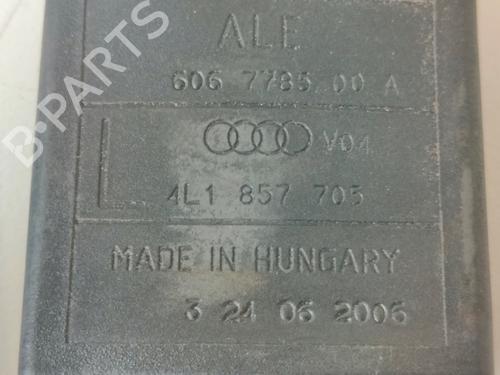 B-PARTS
ALE
606 7785 00 A
V04
4L1 857 705
MADE IN HUNGARY
3 24 06 2006